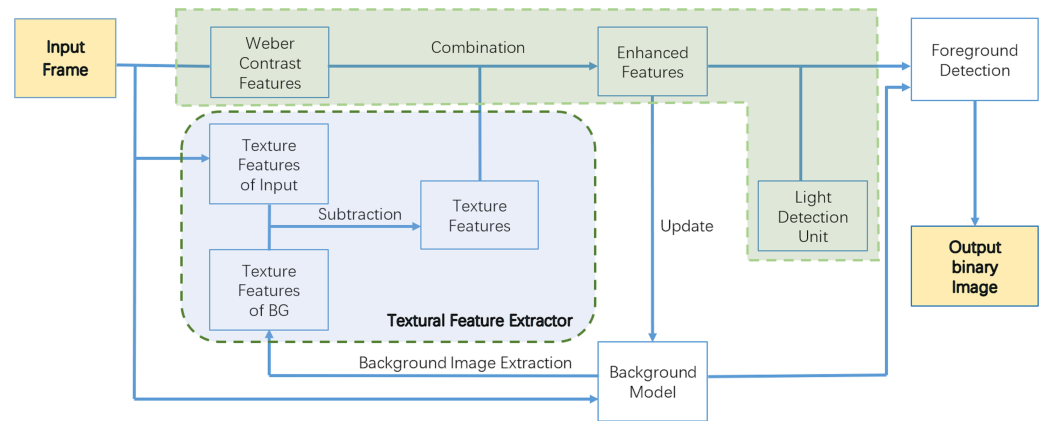 Input
Frame
Weber
Contrast
Features
Combination
Enhanced
Features
Foreground
Detection
Texture
Features
of Input
Subtraction
Texture
Features
Light
Detection
Unit
Update
Texture
Features
of BG
Output
binary
Image
Textural Feature Extractor
Background Image Extraction
Background
Model